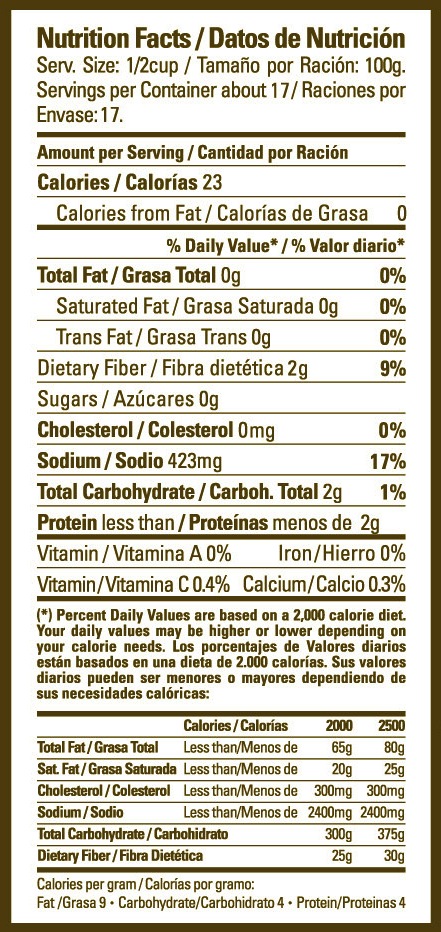 Nutrition Facts / Datos de Nutrición
Serv. Size: 1/2cup / Tamaño por Ración: 100g.
Servings per Container about 17/ Raciones por
Envase: 17.
Amount per Serving / Cantidad por Ración
Calories / Calorías 23
Calories from Fat / Calorías de Grasa 0
% Daily Value* / % Valor diario*
Total Fat / Grasa Total 0g 0%
Saturated Fat / Grasa Saturada 0g 0%
Trans Fat / Grasa Trans 0g 0%
Dietary Fiber / Fibra dietética 2g 9%
Sugars / Azúcares 0g
Cholesterol / Colesterol 0mg 0%
Sodium / Sodio 423mg 17%
Total Carbohydrate / Carboh. Total 2g 1%
Protein less than / Proteínas menos de 2g
Vitamin / Vitamina A 0% Iron/Hierro 0%
Vitamin/Vitamina C 0.4% Calcium/Calcio 0.3%
(*) Percent Daily Values are based on a 2,000 calorie diet.
Your daily values may be higher or lower depending on
your calorie needs. Los porcentajes de Valores diarios
están basados en una dieta de 2.000 calorías. Sus valores
diarios pueden ser menores o mayores dependiendo de
sus necesidades calóricas:
Calories / Calorías 2000 2500
Total Fat / Grasa Total Less than/Menos de 65g 80g
Sat. Fat / Grasa Saturada Less than/Menos de 20g 25g
Cholesterol / Colesterol Less than/Menos de 300mg 300mg
Sodium / Sodio Less than/Menos de 2400mg 2400mg
Total Carbohydrate / Carbohidrato 300g 375g
Dietary Fiber / Fibra Dietética 25g 30g
Calories per gram / Calorías por gramo:
Fat /Grasa 9 • Carbohydrate/Carbohidrato 4 • Protein/Proteinas 4